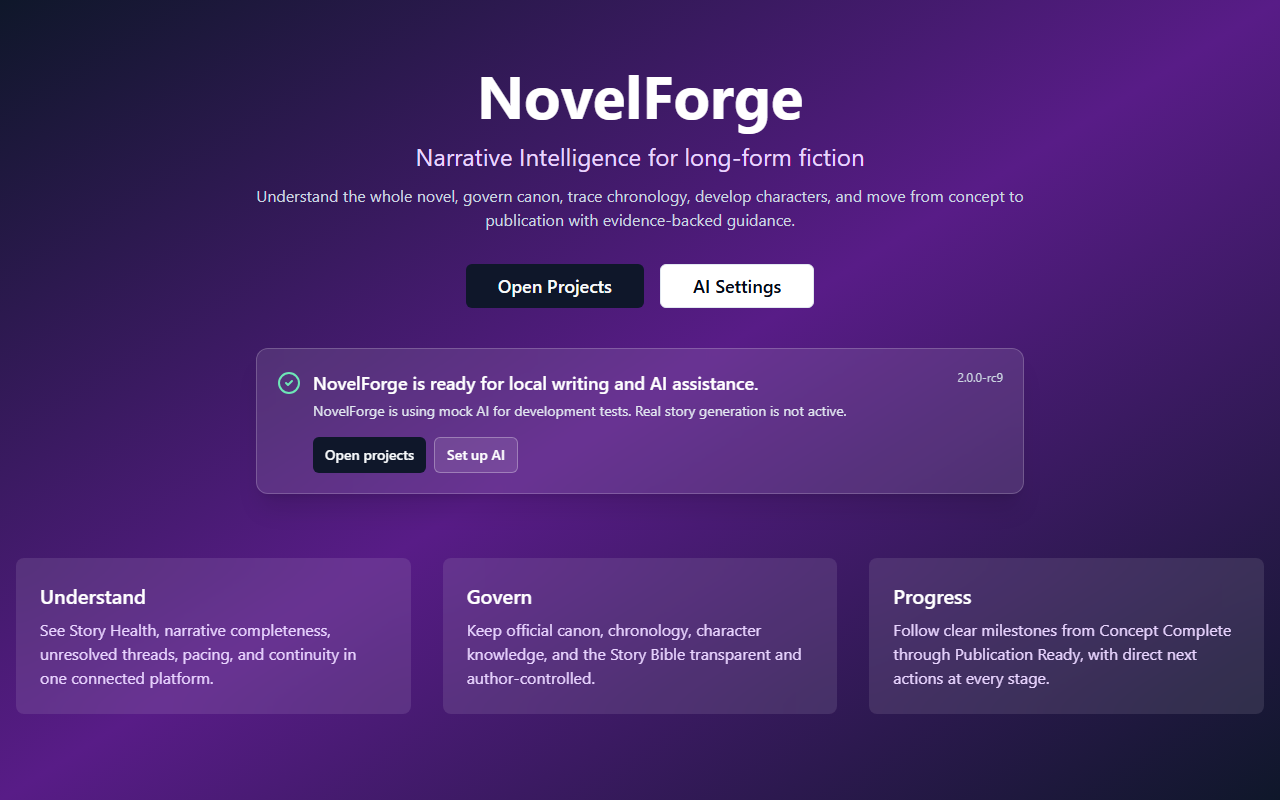 NovelForge
Narrative Intelligence for long-form fiction
Understand the whole novel, govern canon, trace chronology, develop characters, and move from concept to
publication with evidence-backed guidance.
Open Projects
AI Settings
NovelForge is ready for local writing and AI assistance.
2.0.0-rc9
NovelForge is using mock AI for development tests. Real story generation is not active.
Open projects
Set up AI
Understand
See Story Health, narrative completeness,
unresolved threads, pacing, and continuity in
one connected platform.
Govern
Keep official canon, chronology, character
knowledge, and the Story Bible transparent and
author-controlled.
Progress
Follow clear milestones from Concept Complete
through Publication Ready, with direct next
actions at every stage.